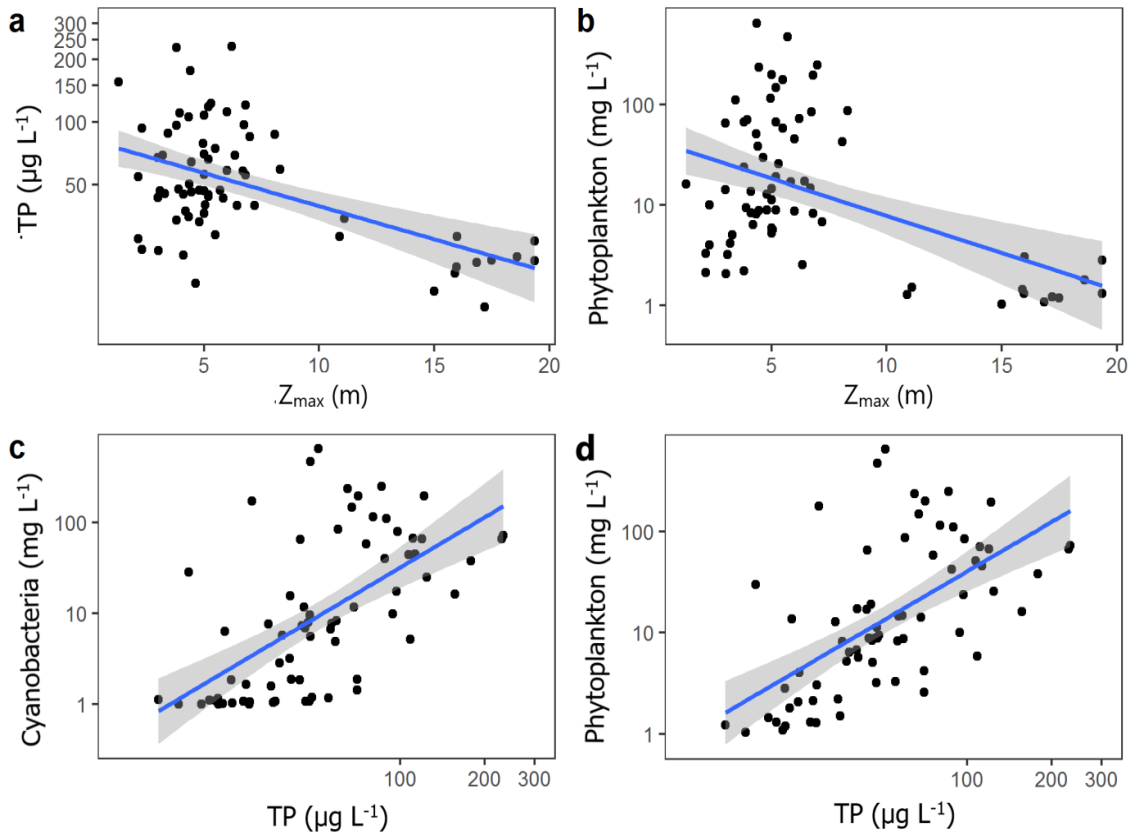 a
·TP (µg L⁻¹)
300
250
200
150
100
50
5
10
15
20
.Zmax (m)
b
Phytoplankton (mg L⁻¹)
100
10
1
5
10
15
20
Zmax (m)
c
Cyanobacteria (mg L⁻¹)
100
10
1
100
200
300
TP (µg L⁻¹)
d
Phytoplankton (mg L⁻¹)
100
10
1
100
200
300
TP (µg L⁻¹)